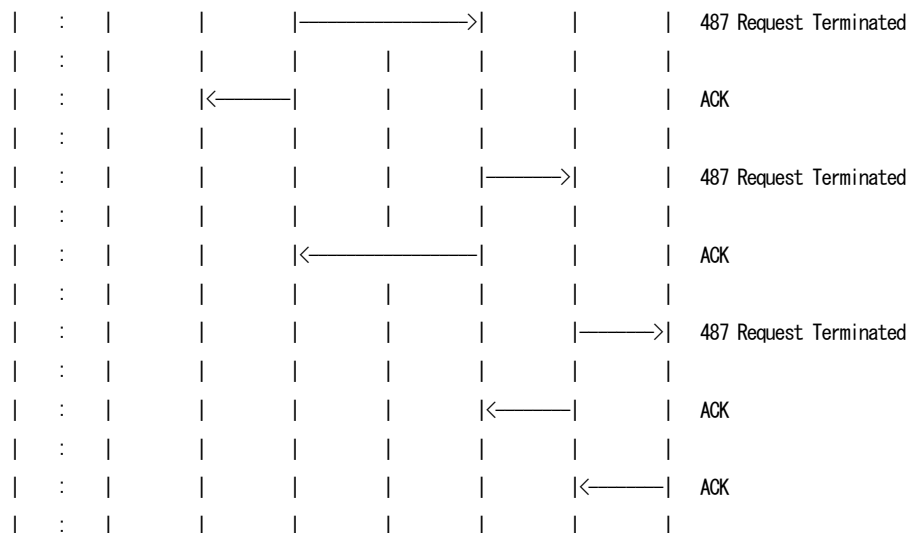 | : | | |-------------->| | | 487 Request Terminated
| : | | | | | | |
| : | |<------| | | | | ACK
| : | | | | | | |
| : | | | | |------>| | 487 Request Terminated
| : | | | | | | |
| : | | |<--------------| | | ACK
| : | | | | | | |
| : | | | | | |------>| 487 Request Terminated
| : | | | | | | |
| : | | | | |<------| | ACK
| : | | | | | | |
| : | | | | | |<------| ACK
| : | | | | | | |